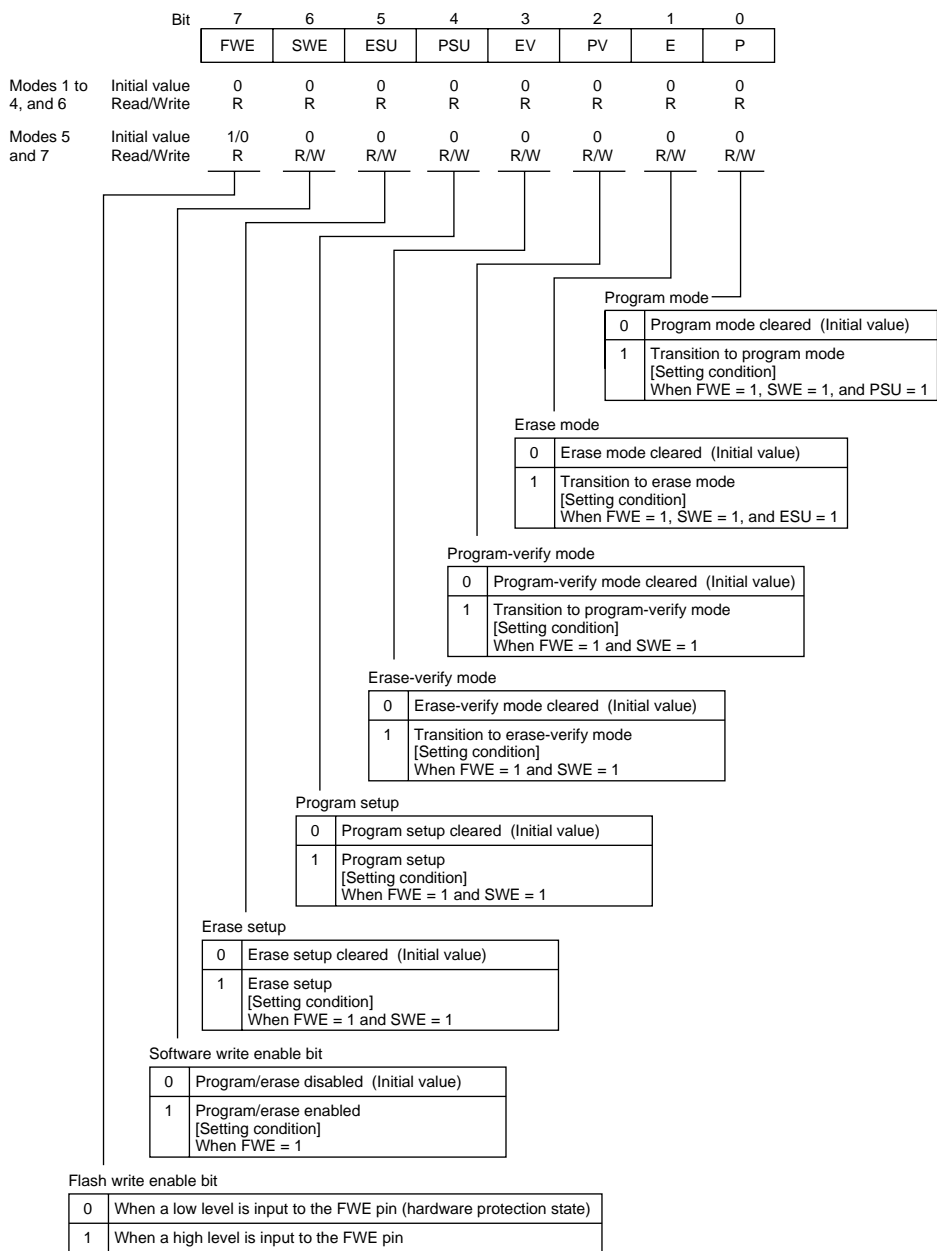 Bit 7 6 5 4 3 2 1 0
FWE SWE ESU PSU EV PV E P
Modes 1 to Initial value 0 0 0 0 0 0 0 0
4, and 6 Read/Write R R R R R R R R
Modes 5 Initial value 1/0 0 0 0 0 0 0 0
and 7 Read/Write R R/W R/W R/W R/W R/W R/W R/W
Program mode
0 Program mode cleared (Initial value)
1 Transition to program mode
[Setting condition]
When FWE = 1, SWE = 1, and PSU = 1
Erase mode
0 Erase mode cleared (Initial value)
1 Transition to erase mode
[Setting condition]
When FWE = 1, SWE = 1, and ESU = 1
Program-verify mode
0 Program-verify mode cleared (Initial value)
1 Transition to program-verify mode
[Setting condition]
When FWE = 1 and SWE = 1
Erase-verify mode
0 Erase-verify mode cleared (Initial value)
1 Transition to erase-verify mode
[Setting condition]
When FWE = 1 and SWE = 1
Program setup
0 Program setup cleared (Initial value)
1 Program setup
[Setting condition]
When FWE = 1 and SWE = 1
Erase setup
0 Erase setup cleared (Initial value)
1 Erase setup
[Setting condition]
When FWE = 1 and SWE = 1
Software write enable bit
0 Program/erase disabled (Initial value)
1 Program/erase enabled
[Setting condition]
When FWE = 1
Flash write enable bit
0 When a low level is input to the FWE pin (hardware protection state)
1 When a high level is input to the FWE pin